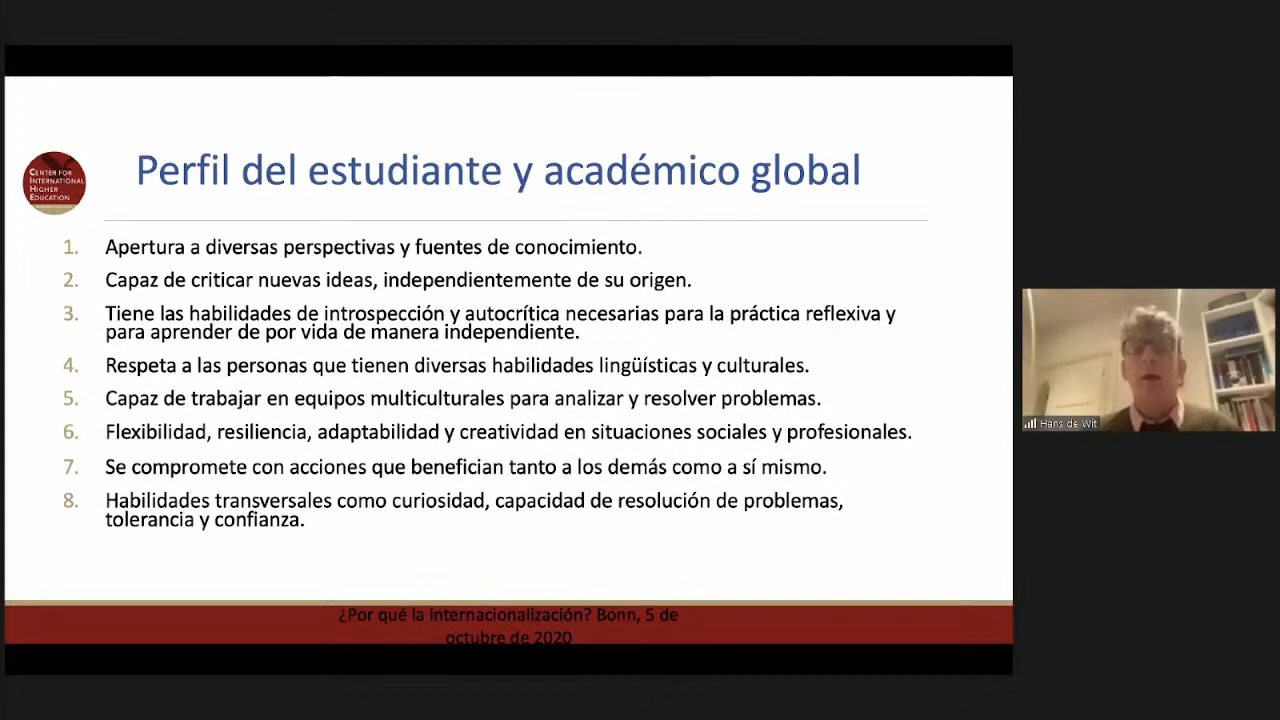 CENTER FOR
INTERNATIONAL
HIGHER
EDUCATION
Perfil del estudiante y académico global
1. Apertura a diversas perspectivas y fuentes de conocimiento.
2. Capaz de criticar nuevas ideas, independientemente de su origen.
3. Tiene las habilidades de introspección y autocrítica necesarias para la práctica reflexiva y
para aprender de por vida de manera independiente.
4. Respeta a las personas que tienen diversas habilidades lingüísticas y culturales.
5. Capaz de trabajar en equipos multiculturales para analizar y resolver problemas.
6. Flexibilidad, resiliencia, adaptabilidad y creatividad en situaciones sociales y profesionales.
7. Se compromete con acciones que benefician tanto a los demás como a sí mismo.
8. Habilidades transversales como curiosidad, capacidad de resolución de problemas,
tolerancia y confianza.
¿Por qué la internacionalización? Bonn, 5 de
octubre de 2020
Hans de Wit